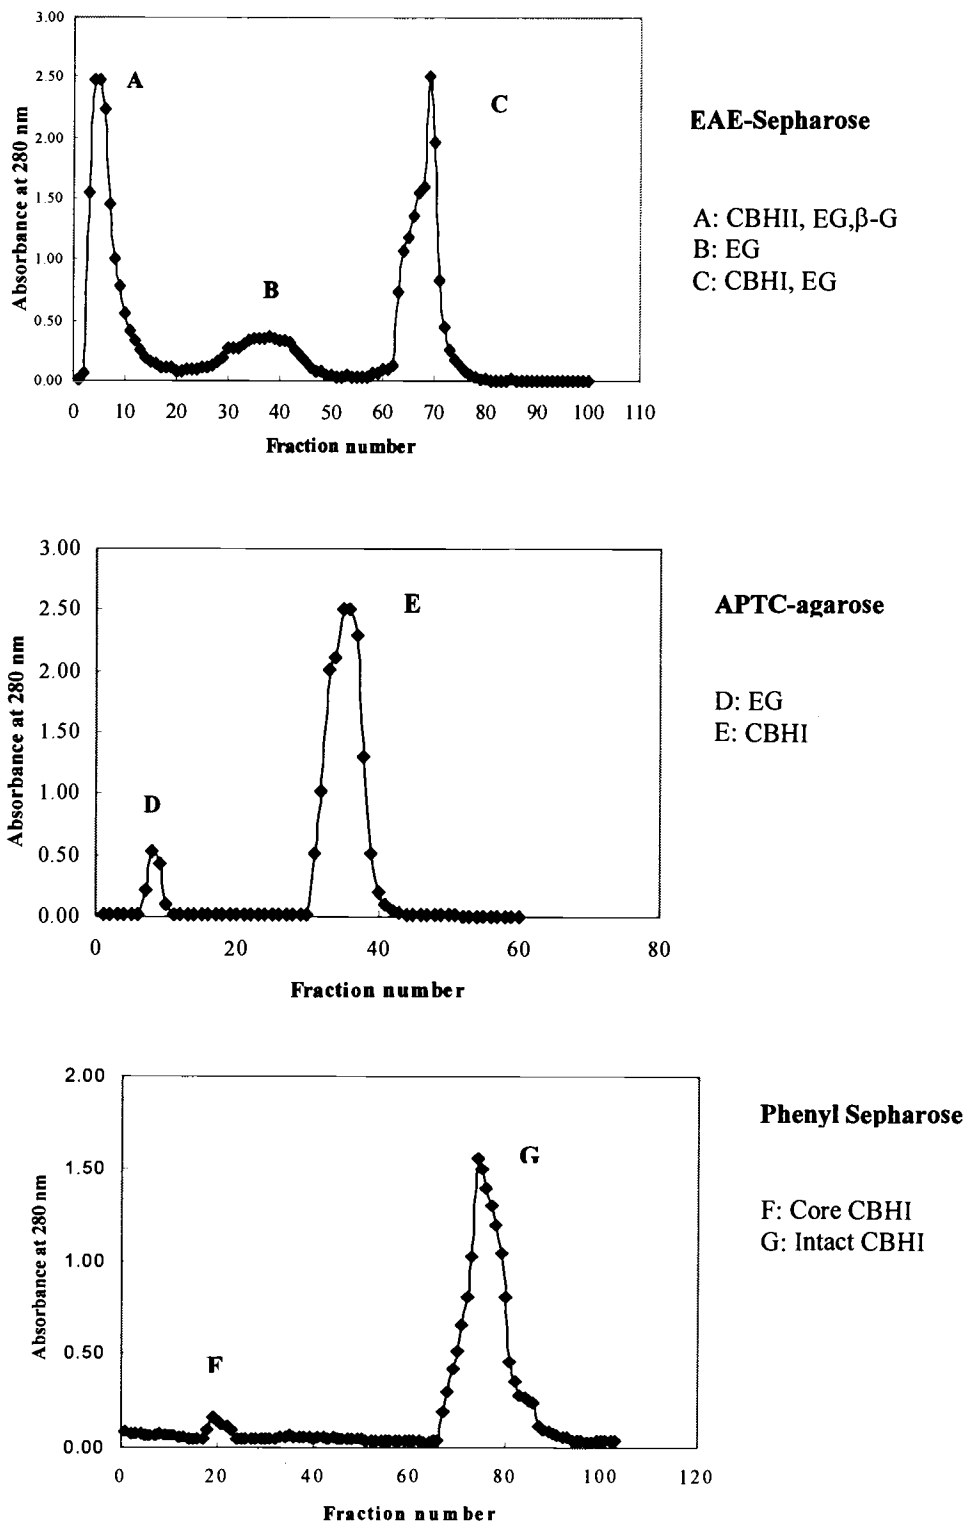 3.00
2.50
2.00
1.50
1.00
0.50
0.00
Absorbance at 280 nm
A
B
C
0 10 20 30 40 50 60 70 80 90 100 110
Fraction number
EAE-Sepharose
A: CBHII, EG,β-G
B: EG
C: CBHI, EG
3.00
2.50
2.00
1.50
1.00
0.50
0.00
Absorbance at 280 nm
D
E
0 20 40 60 80
Fraction number
APTC-agarose
D: EG
E: CBHI
2.00
1.50
1.00
0.50
0.00
Absorbance at 280 nm
F
G
0 20 40 60 80 100 120
Fraction number
Phenyl Sepharose
F: Core CBHI
G: Intact CBHI